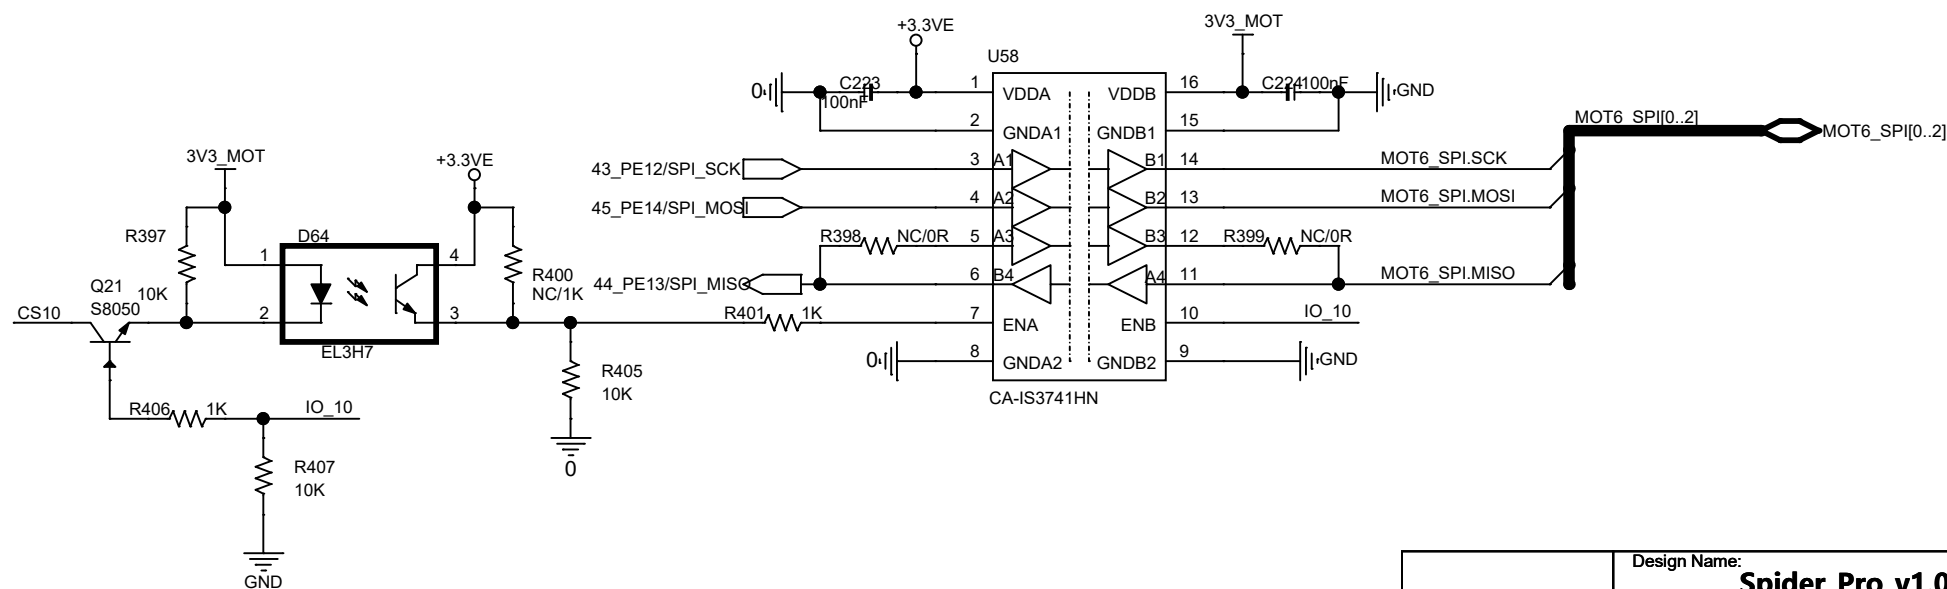 +3.3VE
3V3_MOT
U58
C223
100nF
0
1
VDDA
VDDB
16
C224
100nF
GND
2
GNDA1
GNDB1
15
MOT6_SPI[0..2]
MOT6_SPI[0..2]
3V3_MOT
+3.3VE
43_PE12/SPI_SCK
3
A1
B1
14
MOT6_SPI.SCK
45_PE14/SPI_MOSI
4
A2
B2
13
MOT6_SPI.MOSI
R397
10K
D64
R398
NC/0R
5
A3
B3
12
R399
NC/0R
1
4
R400
NC/1K
44_PE13/SPI_MISO
6
B4
A4
11
MOT6_SPI.MISO
Q21
S8050
CS10
2
3
EL3H7
R401
1K
7
ENA
ENB
10
IO_10
0
8
GNDA2
GNDB2
9
GND
R405
10K
CA-IS3741HN
R406
1K
IO_10
0
R407
10K
GND
Design Name:
Spider Pro v1.0